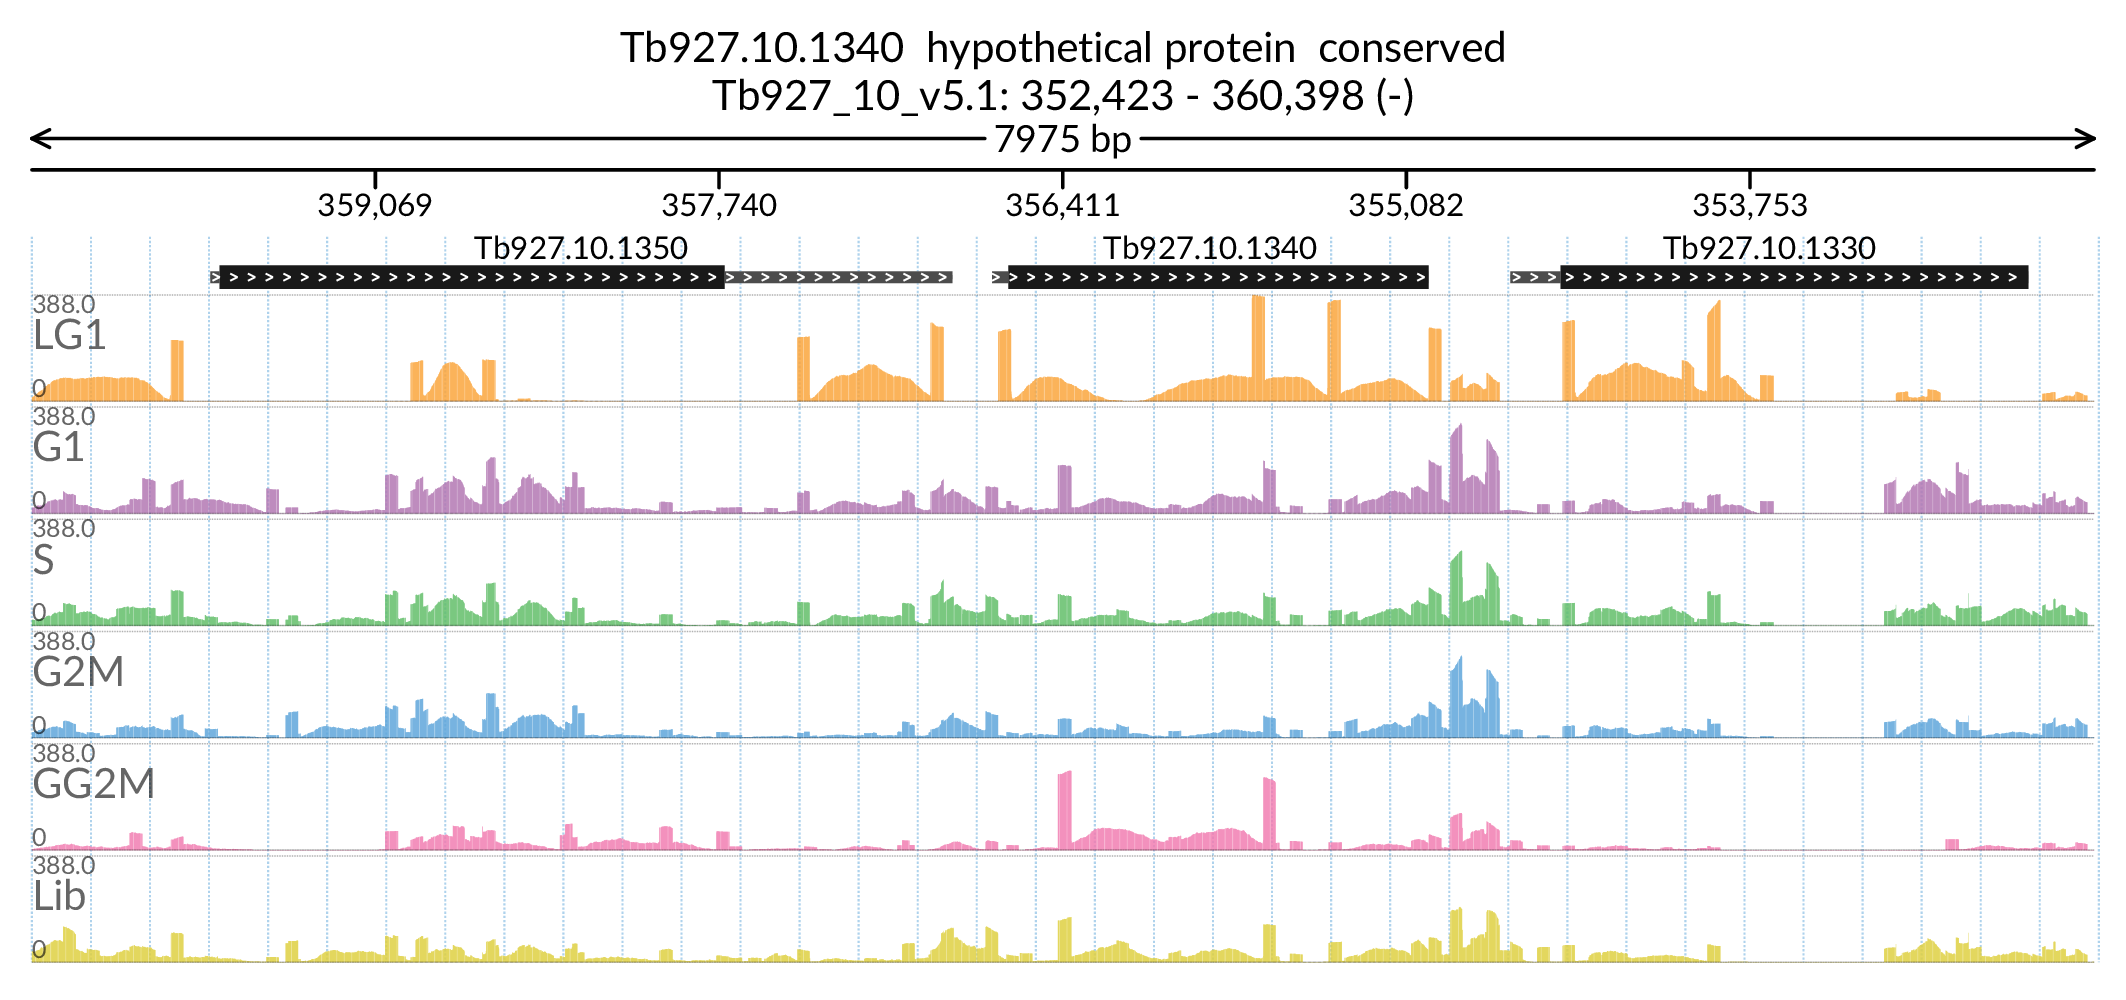 Tb927.10.1340 hypothetical protein conserved
Tb927_10_v5.1: 352,423 - 360,398 (-)
7975 bp
359,069 357,740 356,411 355,082 353,753
Tb927.10.1350 Tb927.10.1340 Tb927.10.1330
388.0
LG1
0
388.0
G1
0
388.0
S
0
388.0
G2M
0
388.0
GG2M
0
388.0
Lib
0